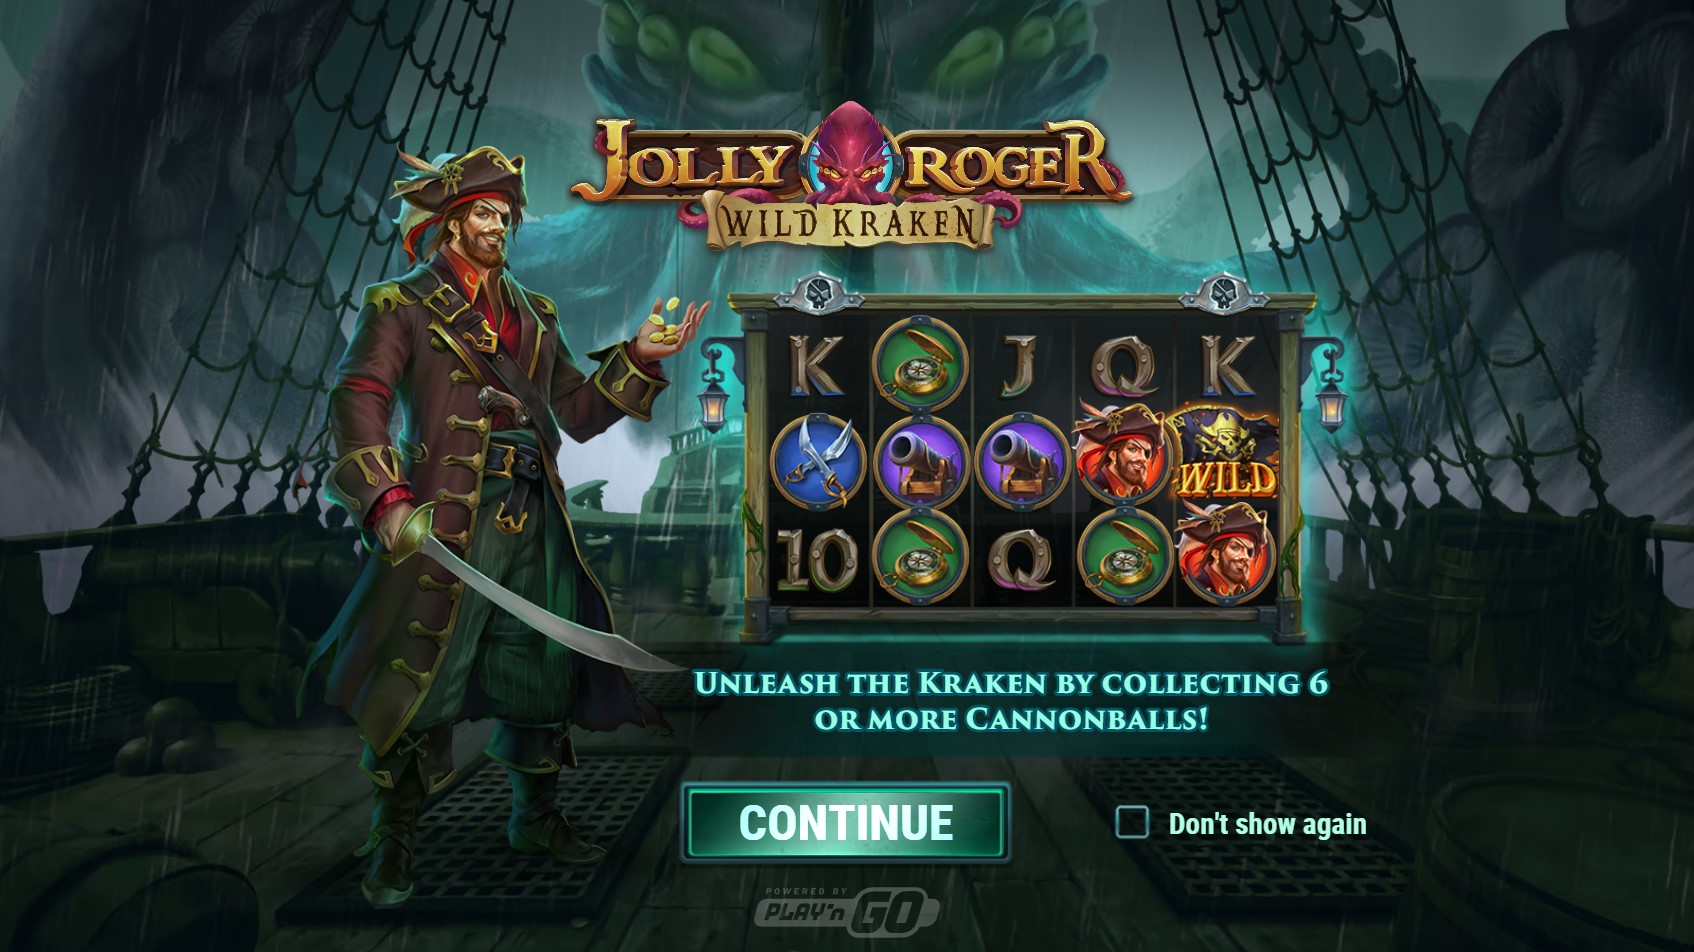 JOLLY ROGER
WILD KRAKEN
K J Q K
WILD
10 Q
UNLEASH THE KRAKEN BY COLLECTING 6
OR MORE CANNONBALLS!
CONTINUE
Don't show again
POWERED BY
PLAY'n GO